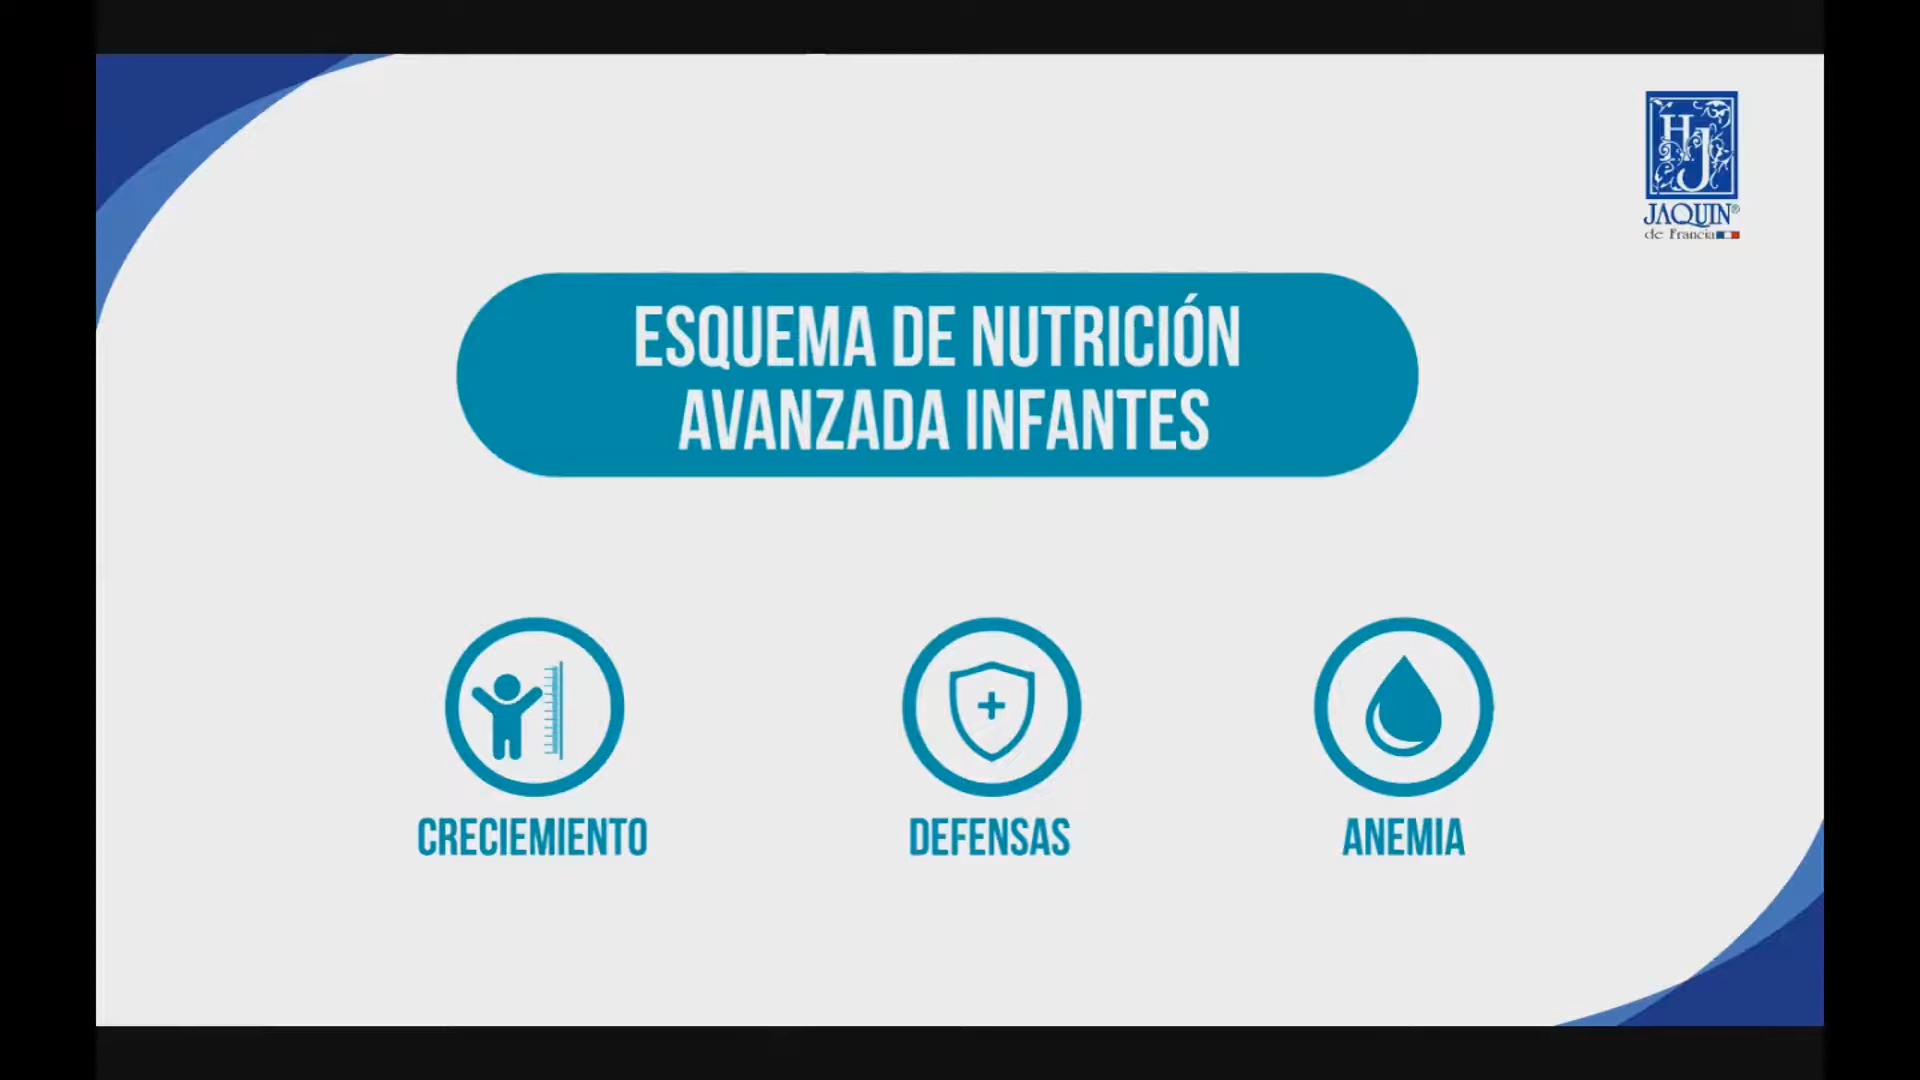 HJ
JAQUIN®
de Francia
ESQUEMA DE NUTRICIÓN
AVANZADA INFANTES
CRECIEMIENTO
DEFENSAS
ANEMIA